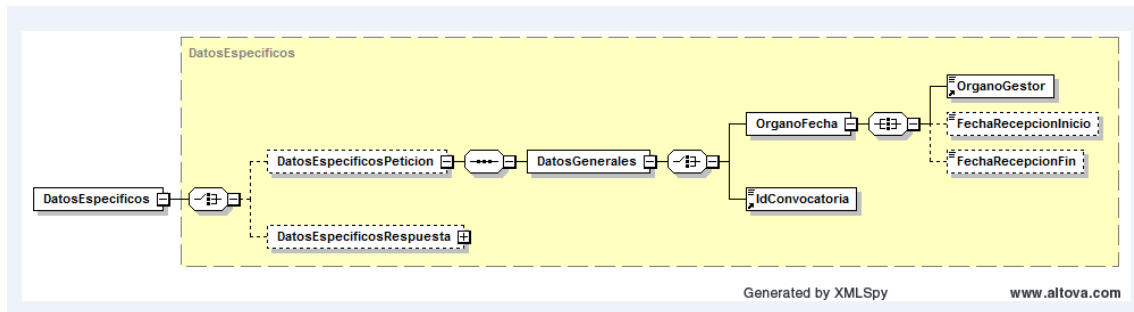 DatosEspecificos
OrganoGestor
OrganoFecha
FechaRecepcionInicio
DatosEspecificosPeticion
DatosGenerales
FechaRecepcionFin
DatosEspecificos
IdConvocatoria
DatosEspecificosRespuesta
Generated by XMLSpy
www.altova.com